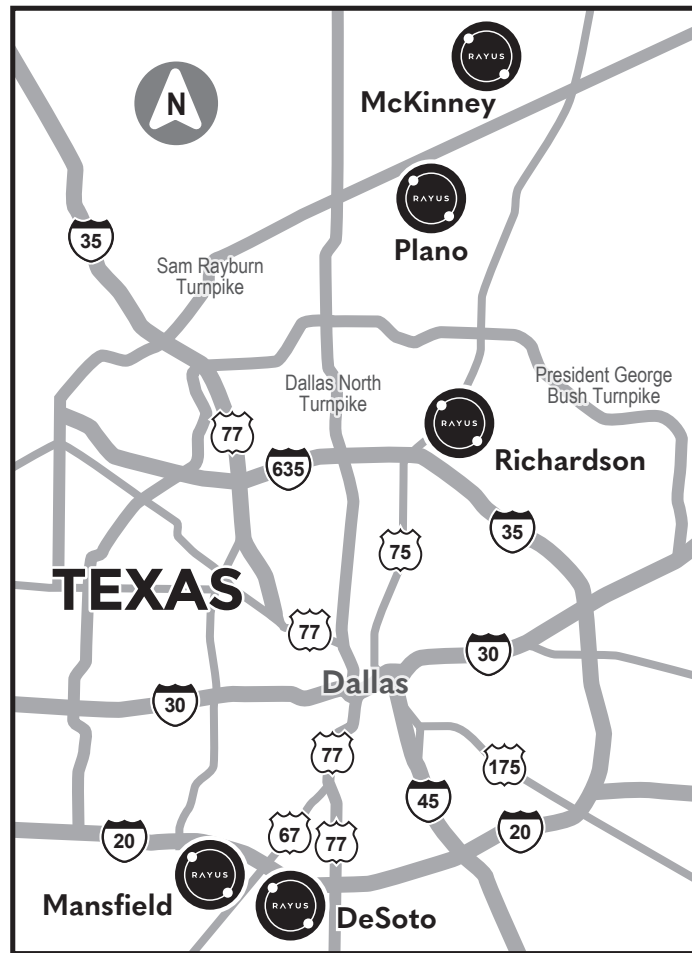 RAYUS
McKinney
N
RAYUS
Plano
35
Sam Rayburn
Turnpike
Dallas North
Turnpike
President George
Bush Turnpike
RAYUS
Richardson
77
635
35
75
TEXAS
77
30
Dallas
30
77
175
45
20
67
77
20
RAYUS
Mansfield
RAYUS
DeSoto